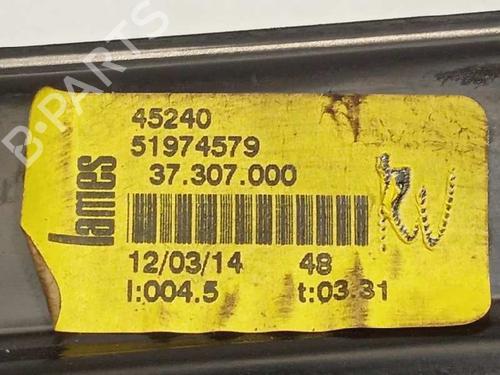 B-PARTS
45240
51974579
37.307.000
Lames
12/03/14 48
I:004.5 t:03.31